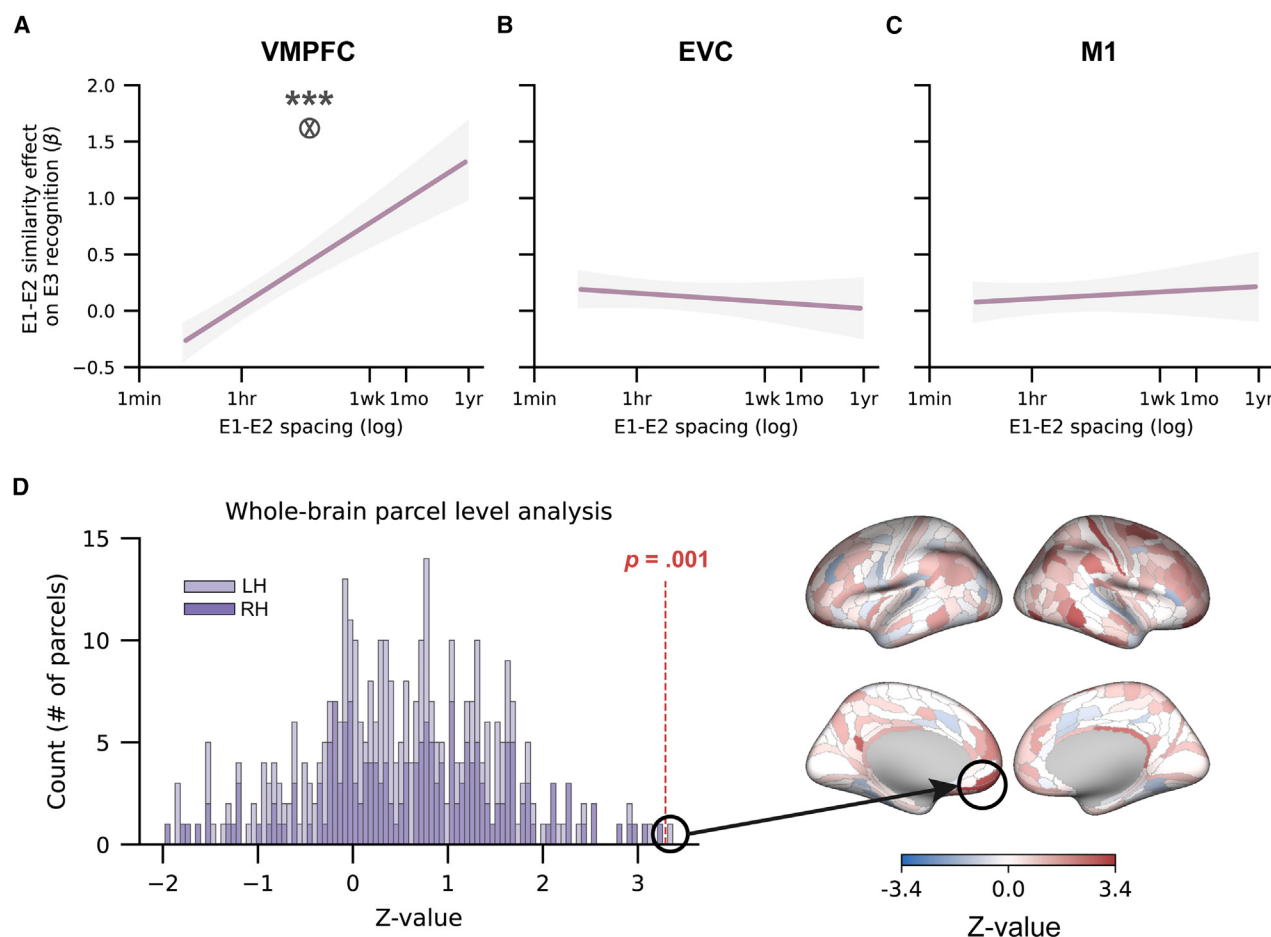 A
VMPFC
E1-E2 similarity effect
on E3 recognition (β)
2.0
1.5
1.0
0.5
0.0
−0.5
***
1min
1hr
1wk
1mo
1yr
E1-E2 spacing (log)
B
EVC
1min
1hr
1wk
1mo
1yr
E1-E2 spacing (log)
C
M1
1min
1hr
1wk
1mo
1yr
E1-E2 spacing (log)
D
Whole-brain parcel level analysis
Count (# of parcels)
15
10
5
0
LH
RH
p = .001
−2
−1
0
1
2
3
Z-value
-3.4
0.0
3.4
Z-value